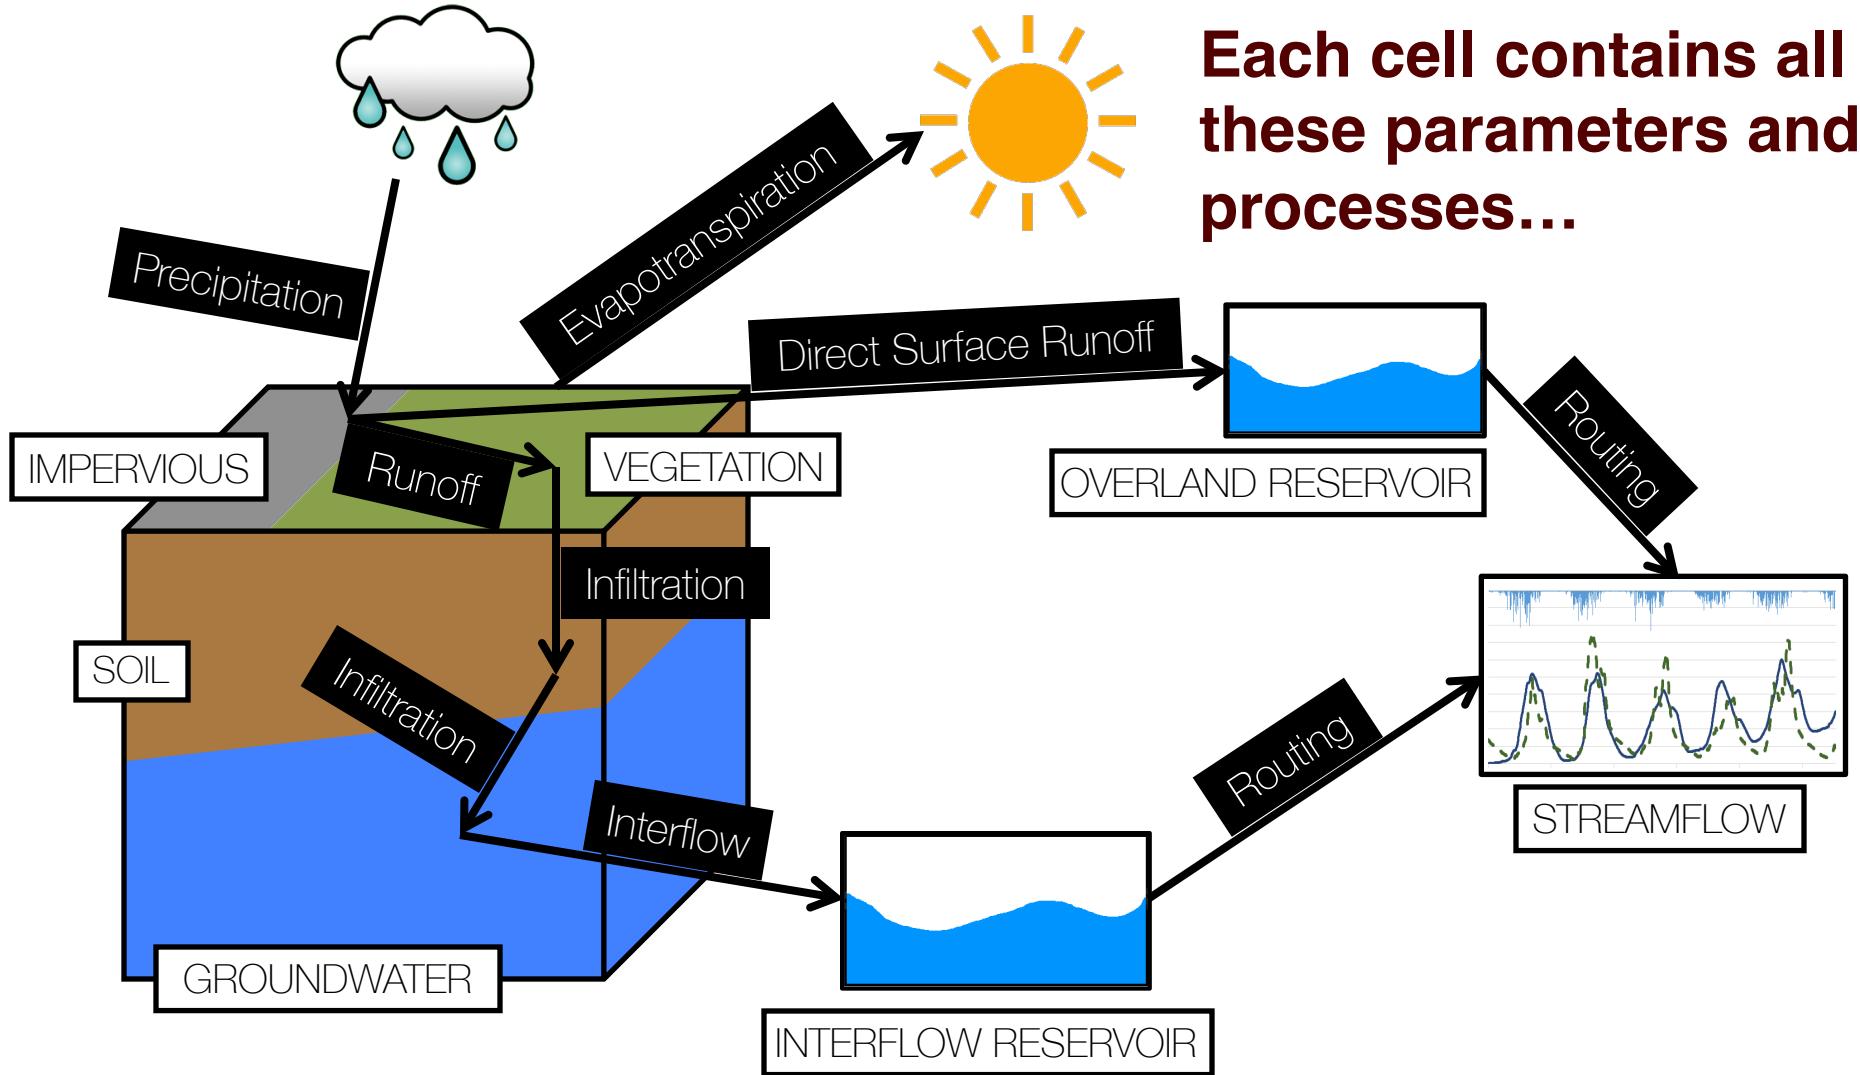 Each cell contains all
these parameters and
processes…
Precipitation
Evapotranspiration
Direct Surface Runoff
IMPERVIOUS
Runoff
VEGETATION
OVERLAND RESERVOIR
Routing
Infiltration
SOIL
Infiltration
Interflow
Routing
STREAMFLOW
GROUNDWATER
INTERFLOW RESERVOIR